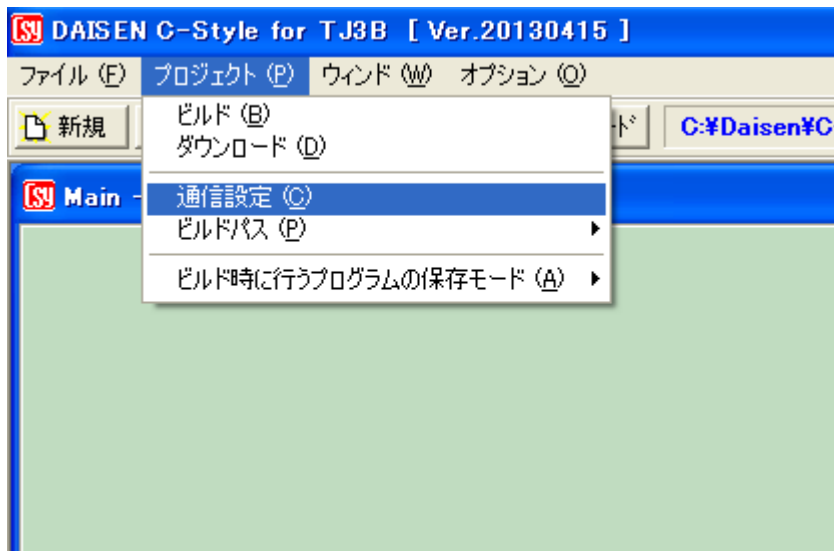 DAISEN C-Style for TJ3B [ Ver.20130415 ]
ファイル (F) プロジェクト (P) ウィンド (W) オプション (O)
新規 ﾄﾞ C:¥Daisen¥C
ビルド (B)
ダウンロード (D)
Main -
通信設定 (C)
ビルドパス (P)
ビルド時に行うプログラムの保存モード (A)